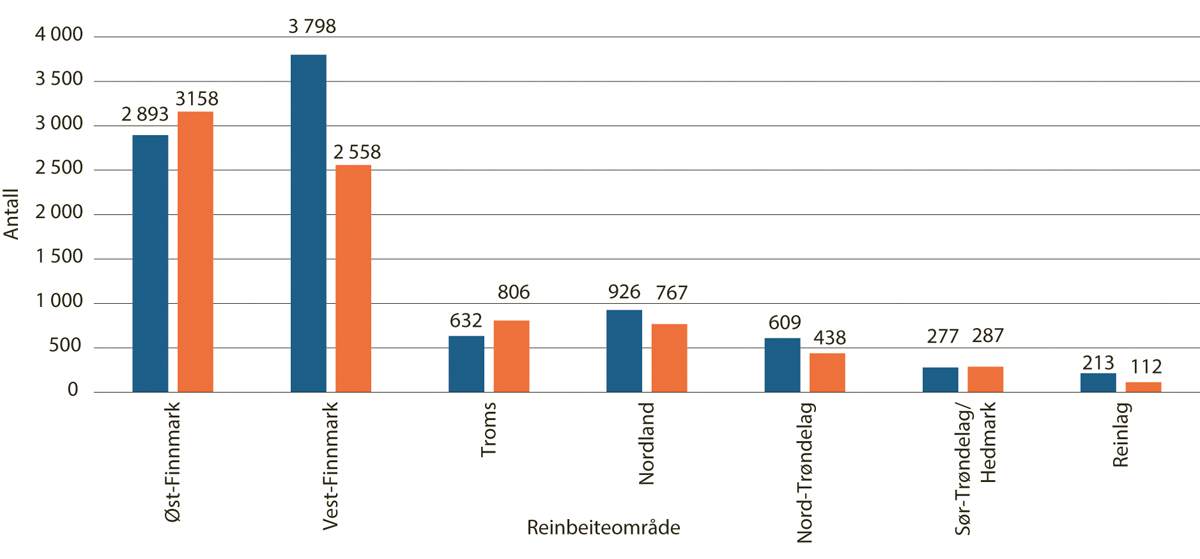 Antall
4 000
3 500
3 000
2 500
2 000
1 500
1 000
500
0
2 893
3158
3 798
2 558
632
806
926
767
609
438
277
287
213
112
Øst-Finnmark
Vest-Finnmark
Troms
Nordland
Nord-Trøndelag
Sør-Trøndelag/
Hedmark
Reinlag
Reinbeiteområde